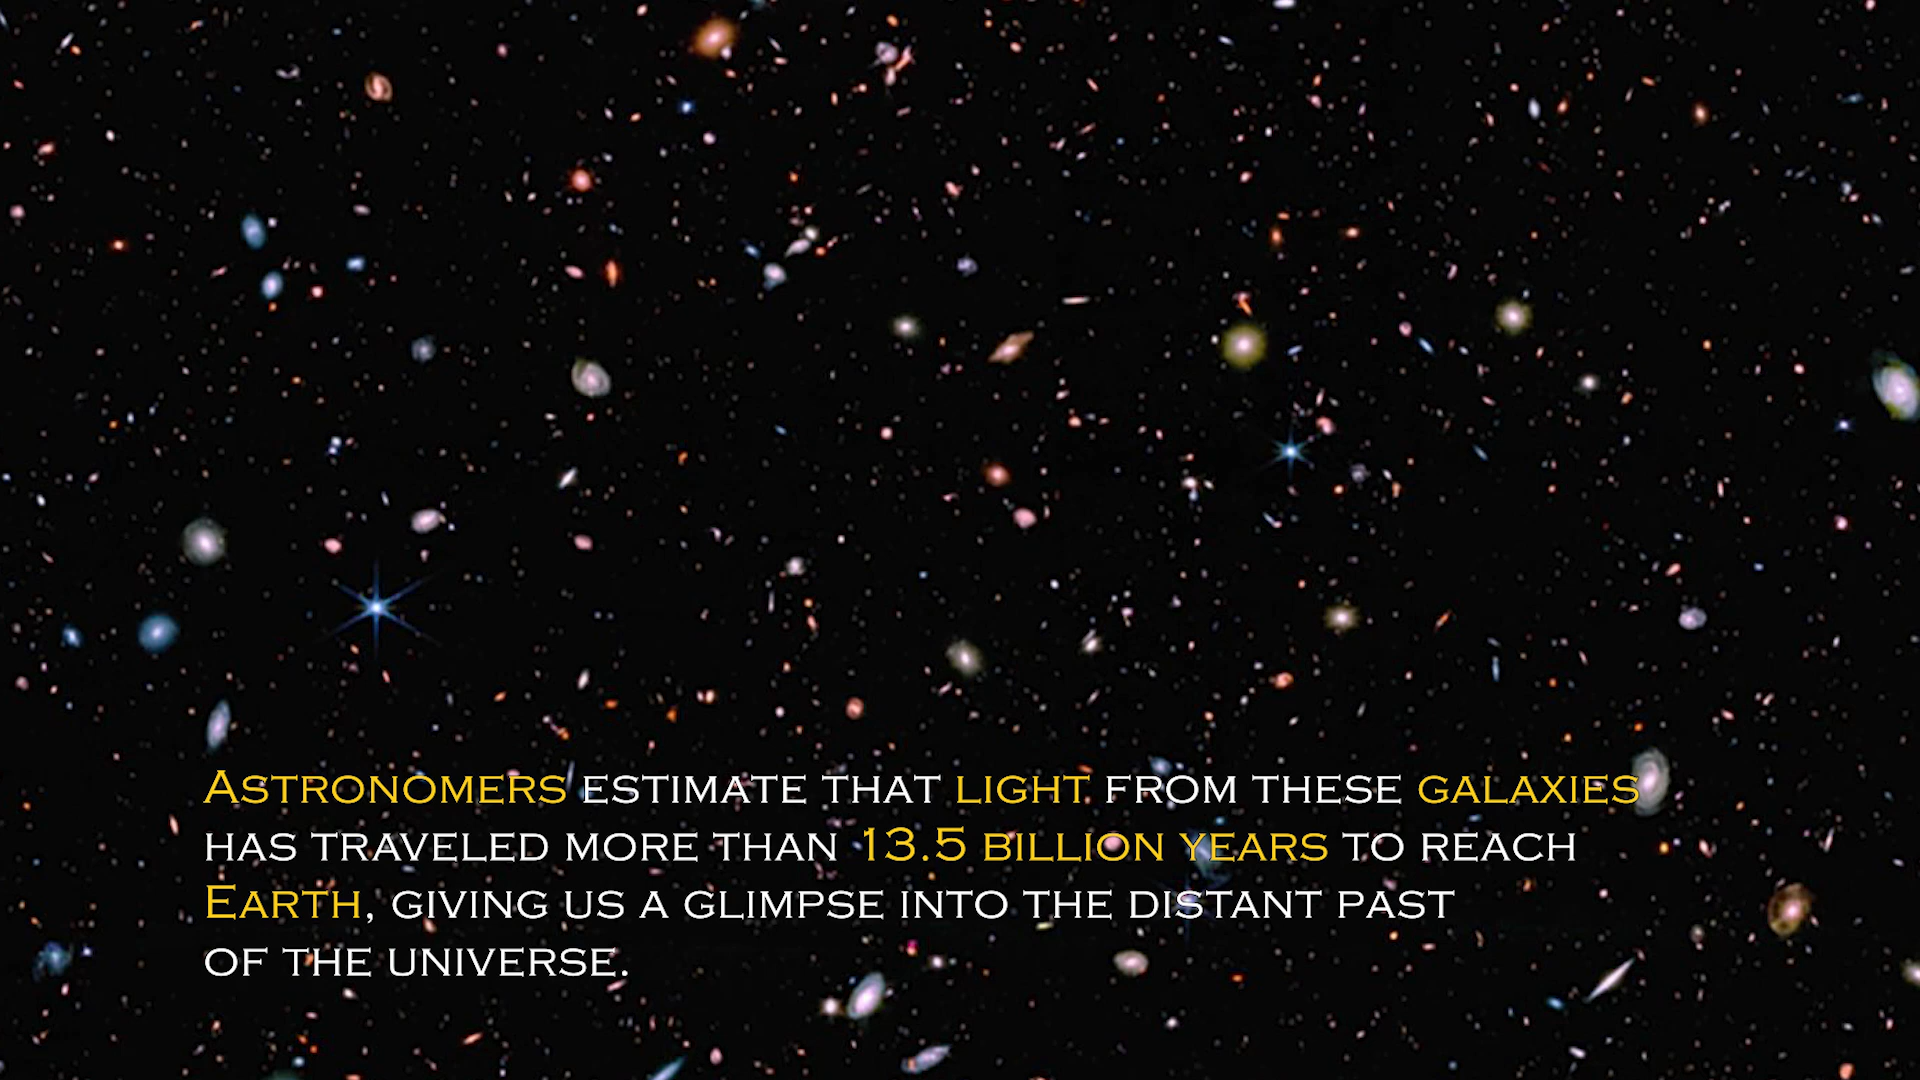 Astronomers estimate that light from these galaxies
has traveled more than 13.5 billion years to reach
Earth, giving us a glimpse into the distant past
of the universe.